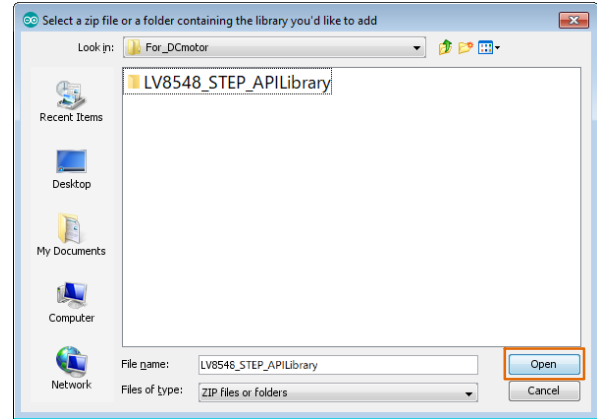 Select a zip file or a folder containing the library you'd like to add
Look in: For_DCmotor
LV8548_STEP_APILibrary
Recent Items
Desktop
My Documents
Computer
Network
File name: LV8548_STEP_APILibrary
Open
Files of type: ZIP files or folders
Cancel